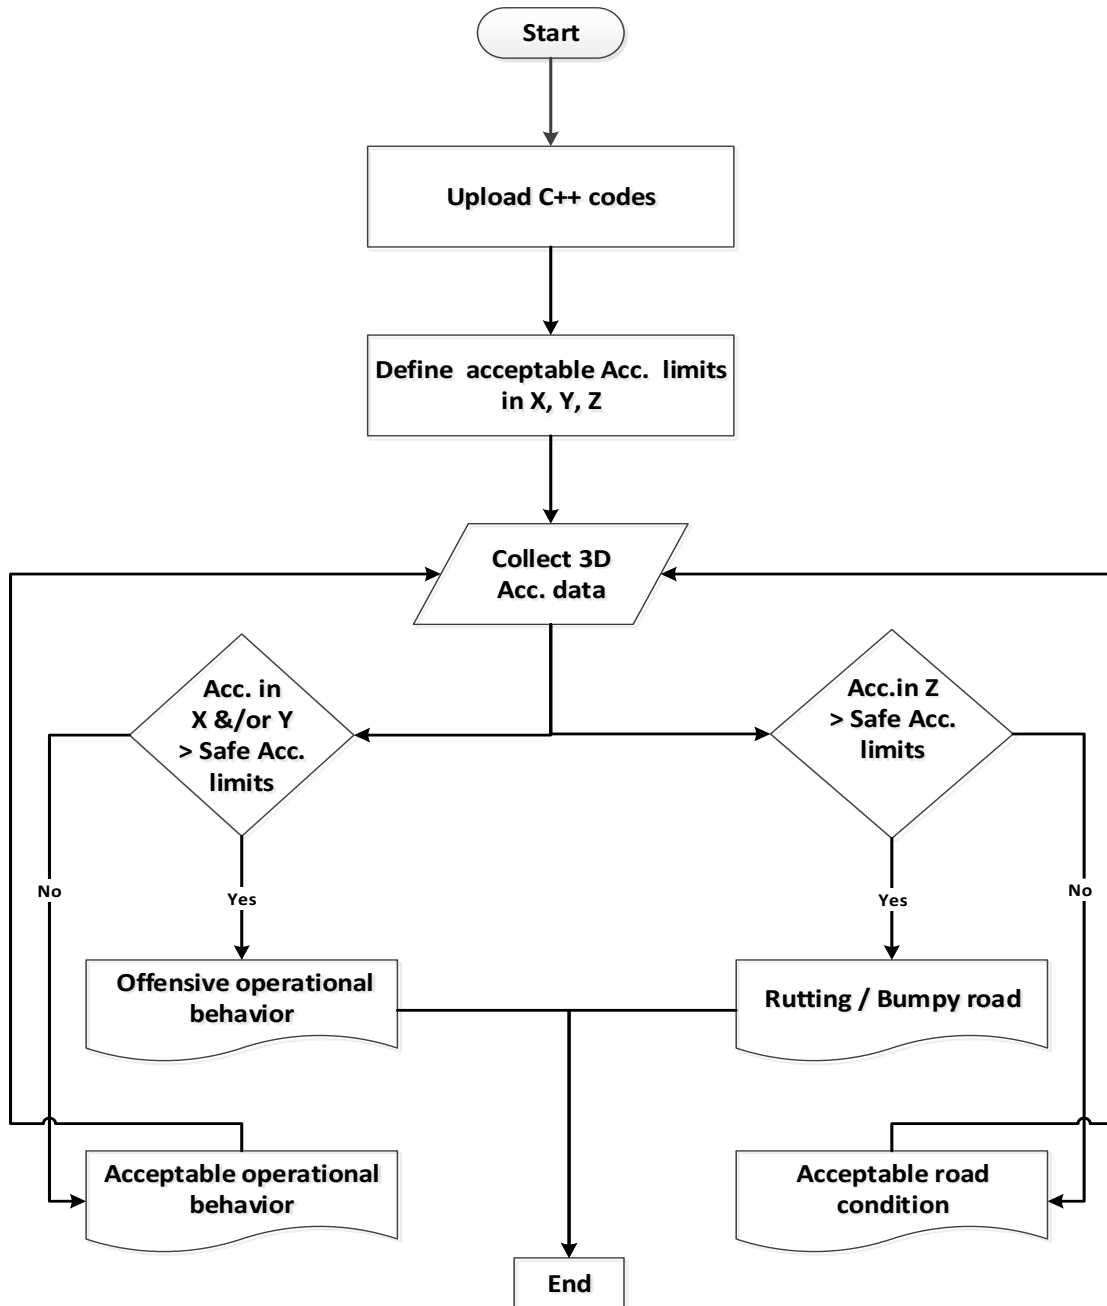 Start
Upload C++ codes
Define acceptable Acc. limits
in X, Y, Z
Collect 3D
Acc. data
Acc. in
X &/or Y
> Safe Acc.
limits
Acc.in Z
> Safe Acc.
limits
No
Yes
Yes
No
Offensive operational
behavior
Rutting / Bumpy road
Acceptable operational
behavior
Acceptable road
condition
End